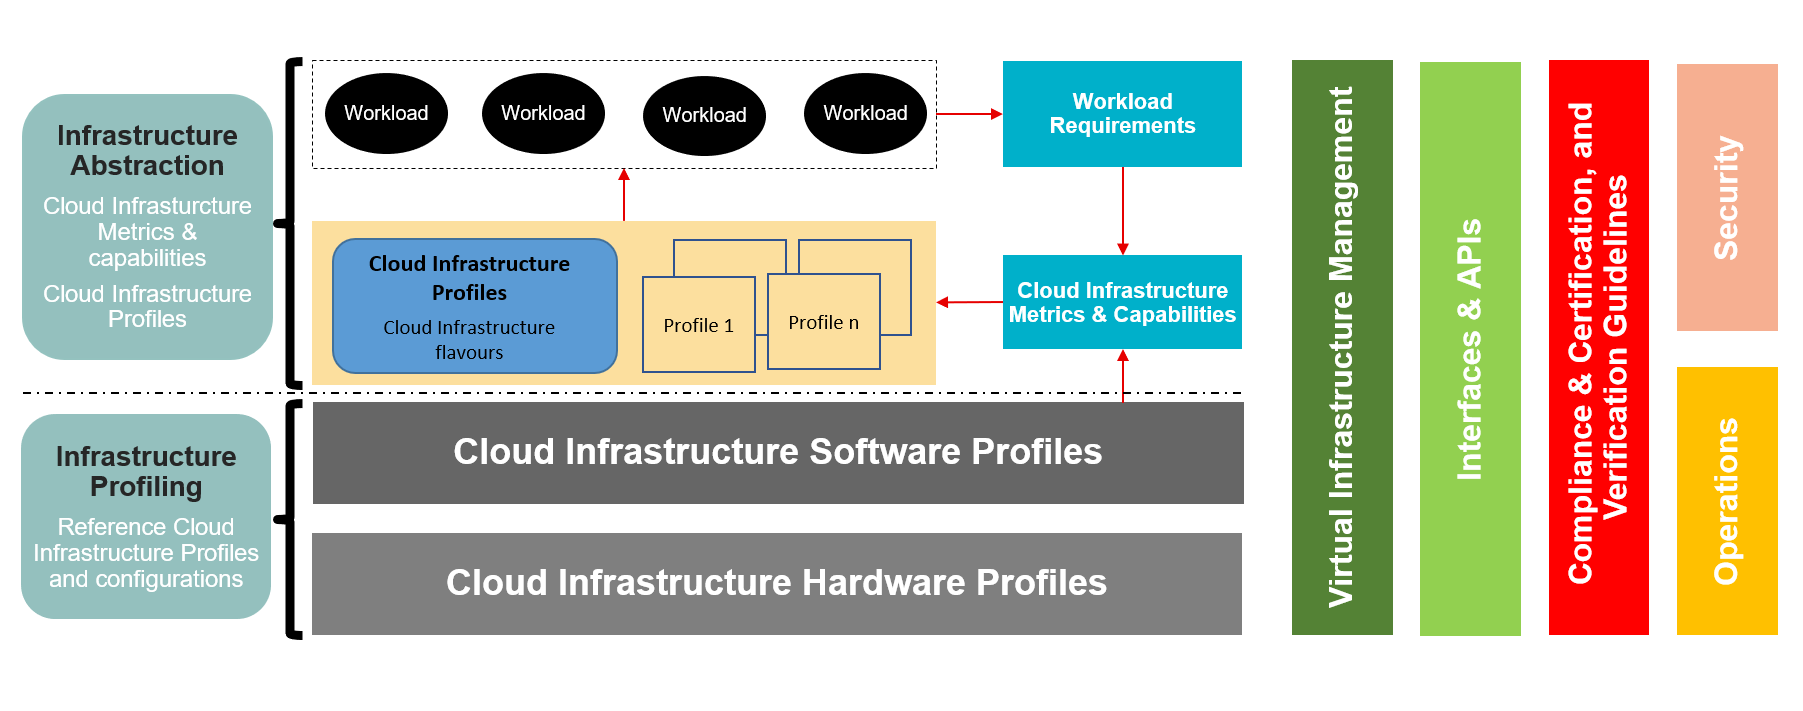 Infrastructure
Abstraction
Cloud Infrasturcture
Metrics &
capabilities
Cloud Infrastructure
Profiles
Workload
Workload
Workload
Workload
Workload
Requirements
Cloud Infrastructure
Profiles
Cloud Infrastructure
flavours
Profile 1
Profile n
Cloud Infrastructure
Metrics & Capabilities
Infrastructure
Profiling
Reference Cloud
Infrastructure Profiles
and configurations
Cloud Infrastructure Software Profiles
Cloud Infrastructure Hardware Profiles
Virtual Infrastructure Management
Interfaces & APIs
Compliance & Certification, and
Verification Guidelines
Security
Operations